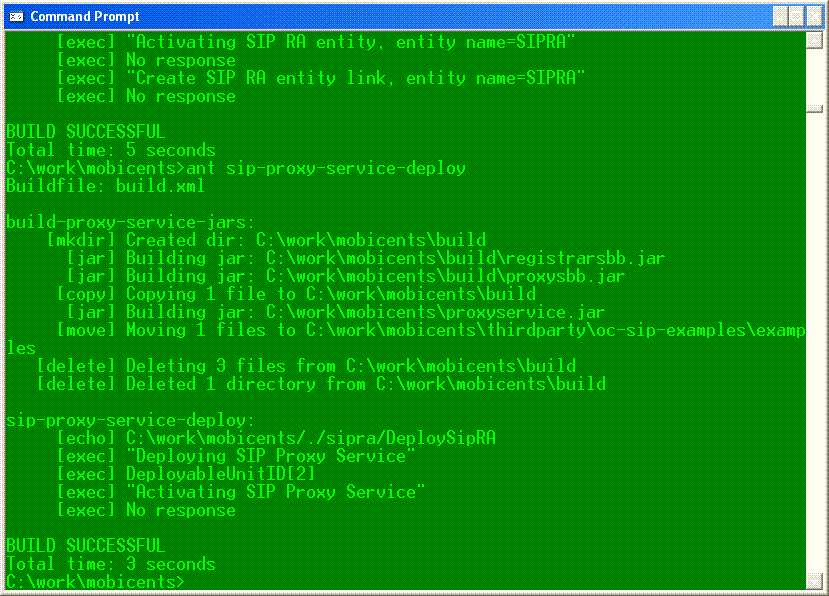 Command Prompt
[exec] "Activating SIP RA entity, entity name=SIPRA"
[exec] No response
[exec] "Create SIP RA entity link, entity name=SIPRA"
[exec] No response
BUILD SUCCESSFUL
Total time: 5 seconds
C:\work\mobicents>ant sip-proxy-service-deploy
Buildfile: build.xml
build-proxy-service-jars:
[mkdir] Created dir: C:\work\mobicents\build
[jar] Building jar: C:\work\mobicents\build\registrarsbb.jar
[jar] Building jar: C:\work\mobicents\build\proxysbb.jar
[copy] Copying 1 file to C:\work\mobicents\build
[jar] Building jar: C:\work\mobicents\proxyservice.jar
[move] Moving 1 files to C:\work\mobicents\thirdparty\oc-sip-examples\examp
les
[delete] Deleting 3 files from C:\work\mobicents\build
[delete] Deleted 1 directory from C:\work\mobicents\build
sip-proxy-service-deploy:
[echo] C:\work\mobicents/./sipra/DeploySipRA
[exec] "Deploying SIP Proxy Service"
[exec] DeployableUnitID[2]
[exec] "Activating SIP Proxy Service"
[exec] No response
BUILD SUCCESSFUL
Total time: 3 seconds
C:\work\mobicents>